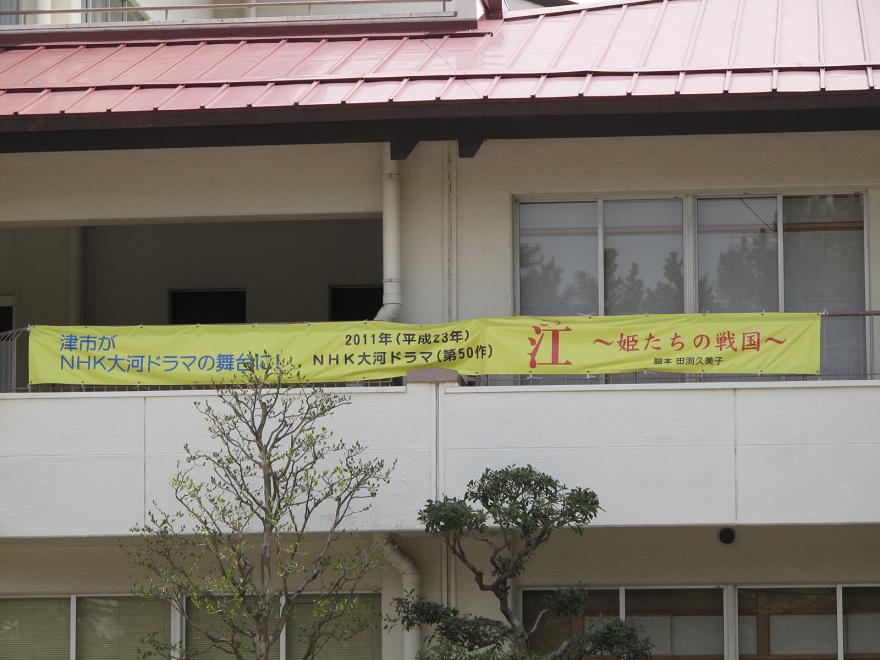 津市が
NHK大河ドラマの舞台に!
2011年(平成23年)
NHK大河ドラマ(第50作)
江
～姫たちの戦国～
脚本 田渕久美子